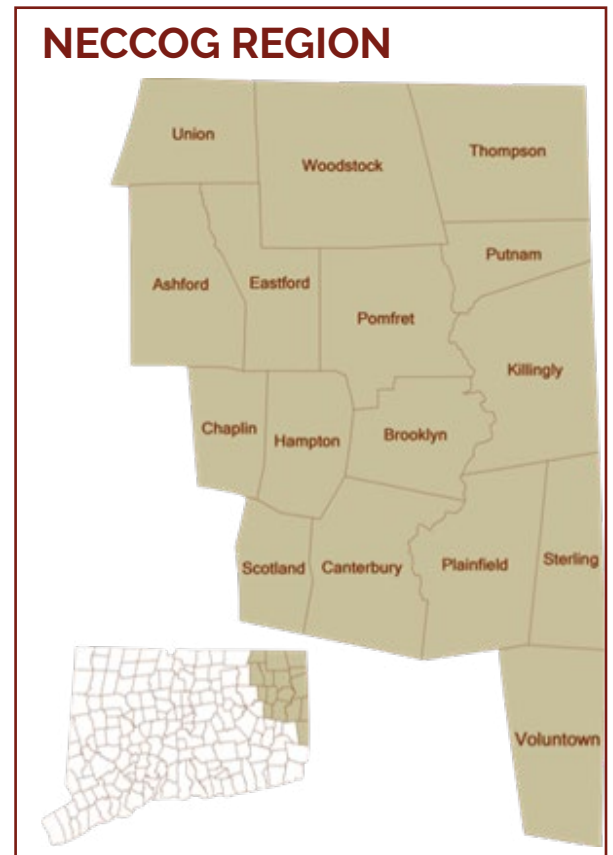 NECCOG REGION
Union
Woodstock
Thompson
Putnam
Ashford
Eastford
Pomfret
Killingly
Chaplin
Hampton
Brooklyn
Scotland
Canterbury
Plainfield
Sterling
Voluntown